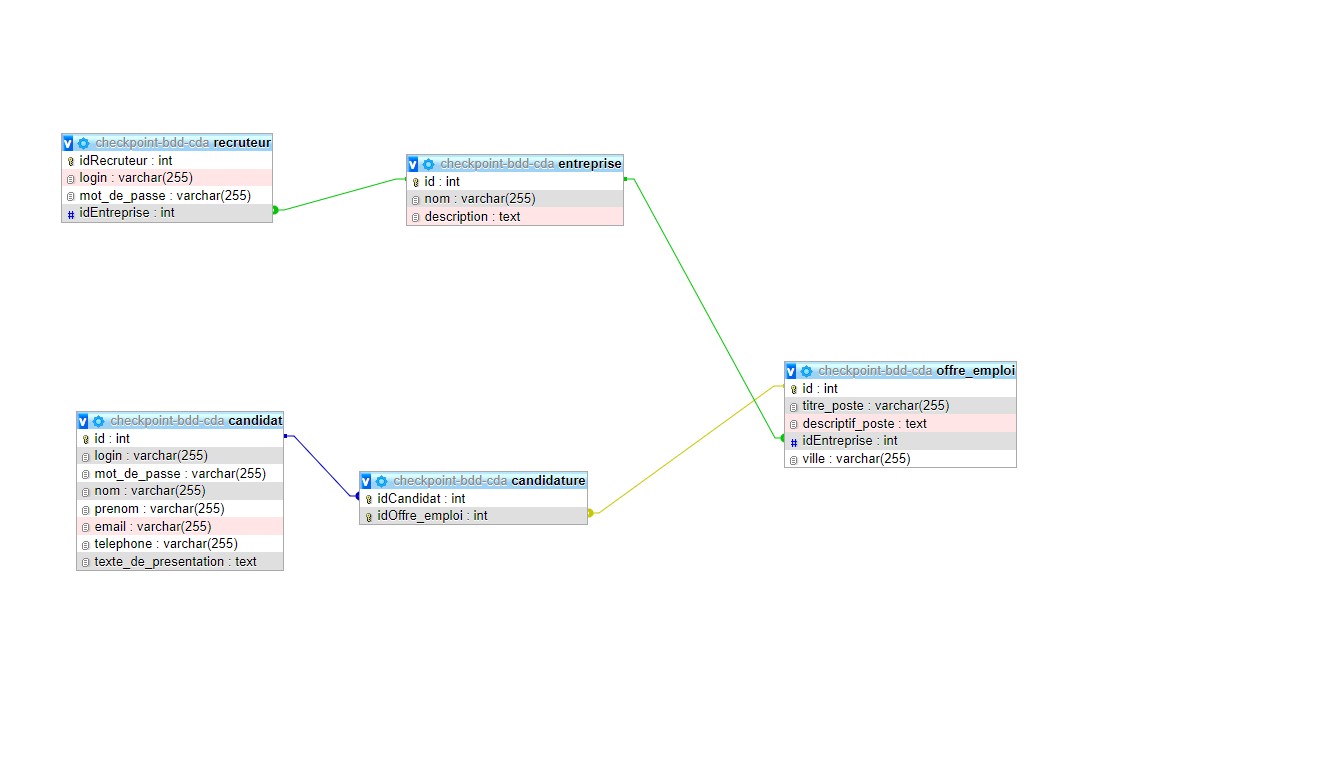 checkpoint-bdd-cda recruteur
idRecruteur : int
login : varchar(255)
mot_de_passe : varchar(255)
# idEntreprise : int
checkpoint-bdd-cda entreprise
id : int
nom : varchar(255)
description : text
checkpoint-bdd-cda offre_emploi
id : int
titre_poste : varchar(255)
descriptif_poste : text
# idEntreprise : int
ville : varchar(255)
checkpoint-bdd-cda candidat
id : int
login : varchar(255)
mot_de_passe : varchar(255)
nom : varchar(255)
prenom : varchar(255)
email : varchar(255)
telephone : varchar(255)
texte_de_presentation : text
checkpoint-bdd-cda candidature
idCandidat : int
idOffre_emploi : int